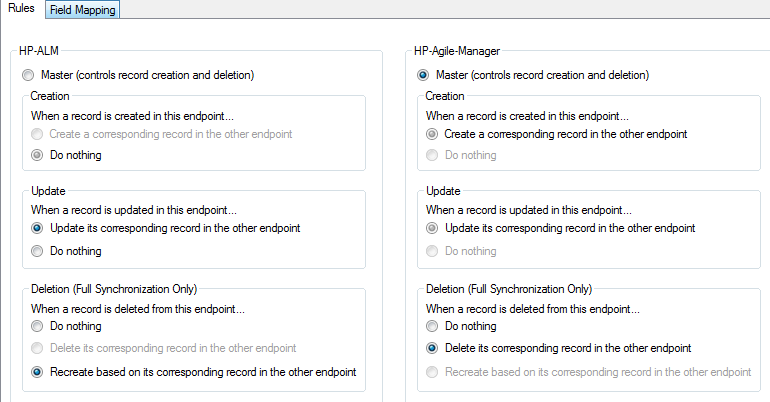 Rules
Field Mapping
HP-ALM
Master (controls record creation and deletion)
Creation
When a record is created in this endpoint...
Create a corresponding record in the other endpoint
Do nothing
Update
When a record is updated in this endpoint...
Update its corresponding record in the other endpoint
Do nothing
Deletion (Full Synchronization Only)
When a record is deleted from this endpoint...
Do nothing
Delete its corresponding record in the other endpoint
Recreate based on its corresponding record in the other endpoint
HP-Agile-Manager
Master (controls record creation and deletion)
Creation
When a record is created in this endpoint...
Create a corresponding record in the other endpoint
Do nothing
Update
When a record is updated in this endpoint...
Update its corresponding record in the other endpoint
Do nothing
Deletion (Full Synchronization Only)
When a record is deleted from this endpoint...
Do nothing
Delete its corresponding record in the other endpoint
Recreate based on its corresponding record in the other endpoint